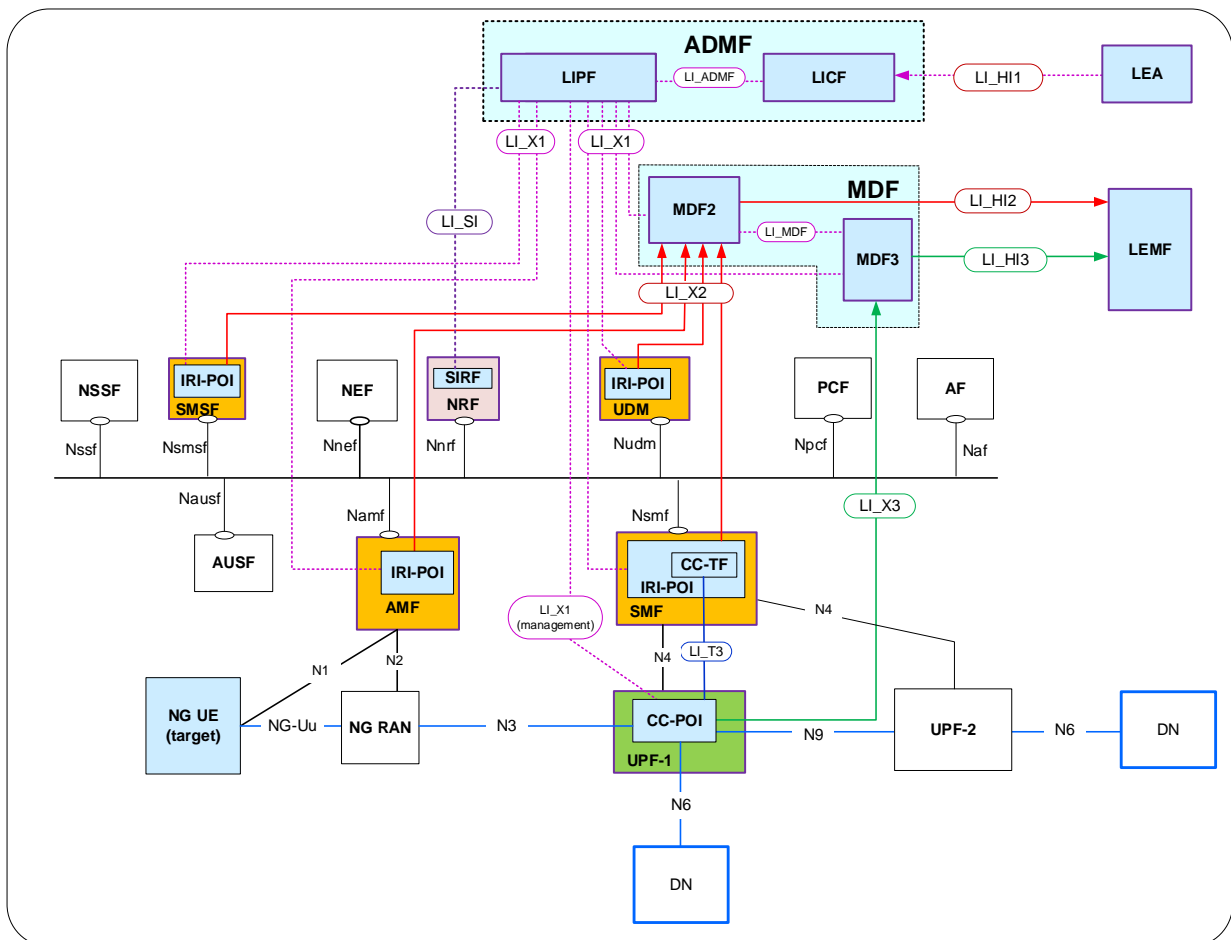 ADMF
LIPF
LI_ADMF
LICF
LI_HI1
LEA
LI_X1
LI_X1
MDF
MDF2
LI_HI2
LI_SI
LI_MDF
MDF3
LI_HI3
LEMF
LI_X2
NSSF
IRI-POI
SMSF
NEF
SIRF
NRF
IRI-POI
UDM
PCF
AF
Nssf
Nsmsf
Nnef
Nnrf
Nudm
Npcf
Naf
Nausf
Namf
Nsmf
LI_X3
AUSF
IRI-POI
AMF
CC-TF
IRI-POI
SMF
LI_X1
(management)
N4
N1
N2
N4
LI_T3
NG UE
(target)
NG-Uu
NG RAN
N3
CC-POI
UPF-1
N9
UPF-2
N6
DN
N6
DN